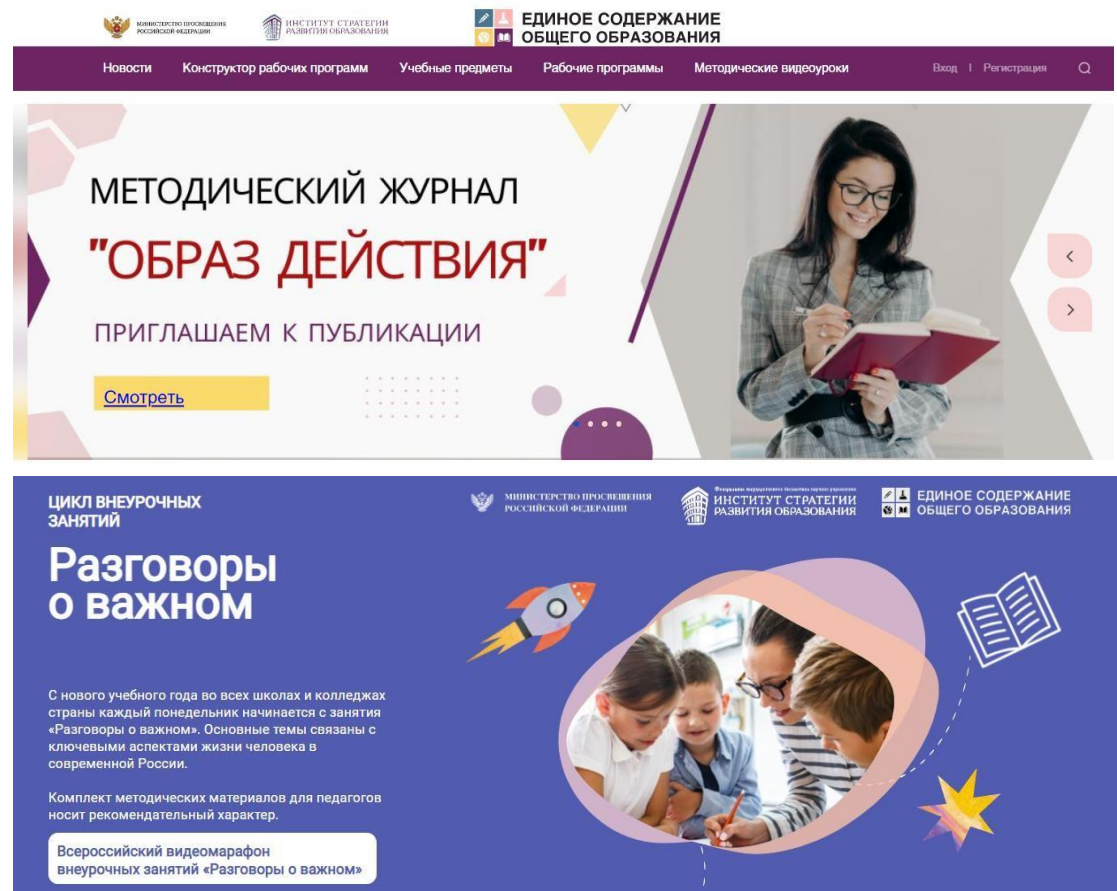 МИНИСТЕРСТВО ПРОСВЕЩЕНИЯ
РОССИЙСКОЙ ФЕДЕРАЦИИ
ИНСТИТУТ СТРАТЕГИИ
РАЗВИТИЯ ОБРАЗОВАНИЯ
ЕДИНОЕ СОДЕРЖАНИЕ
ОБЩЕГО ОБРАЗОВАНИЯ
Новости Конструктор рабочих программ Учебные предметы Рабочие программы Методические видеоуроки Вход | Регистрация
МЕТОДИЧЕСКИЙ ЖУРНАЛ
"ОБРАЗ ДЕЙСТВИЯ"
ПРИГЛАШАЕМ К ПУБЛИКАЦИИ
Смотреть
ЦИКЛ ВНЕУРОЧНЫХ
ЗАНЯТИЙ
МИНИСТЕРСТВО ПРОСВЕЩЕНИЯ
РОССИЙСКОЙ ФЕДЕРАЦИИ
ИНСТИТУТ СТРАТЕГИИ
РАЗВИТИЯ ОБРАЗОВАНИЯ
ЕДИНОЕ СОДЕРЖАНИЕ
ОБЩЕГО ОБРАЗОВАНИЯ
Разговоры
о важном
С нового учебного года во всех школах и колледжах
страны каждый понедельник начинается с занятия
«Разговоры о важном». Основные темы связаны с
ключевыми аспектами жизни человека в
современной России.
Комплект методических материалов для педагогов
носит рекомендательный характер.
Всероссийский видеомарафон
внеурочных занятий «Разговоры о важном»